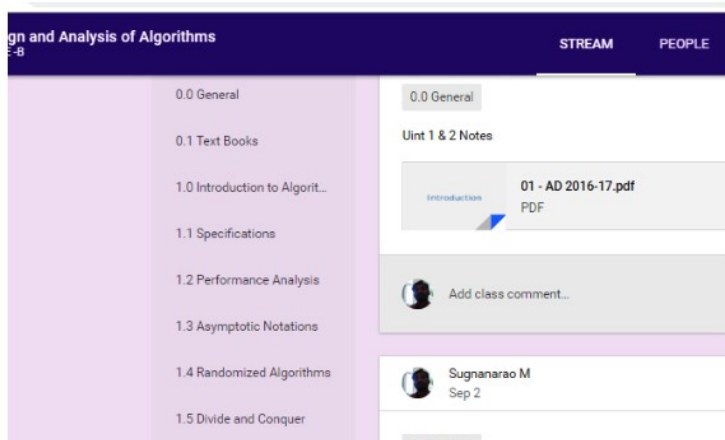 gn and Analysis of Algorithms
E -B
STREAM
PEOPLE
0.0 General
0.1 Text Books
1.0 Introduction to Algorit...
1.1 Specifications
1.2 Performance Analysis
1.3 Asymptotic Notations
1.4 Randomized Algorithms
1.5 Divide and Conquer
0.0 General
Uint 1 & 2 Notes
Introduction
01 - AD 2016-17.pdf
PDF
Add class comment...
Sugnanarao M
Sep 2